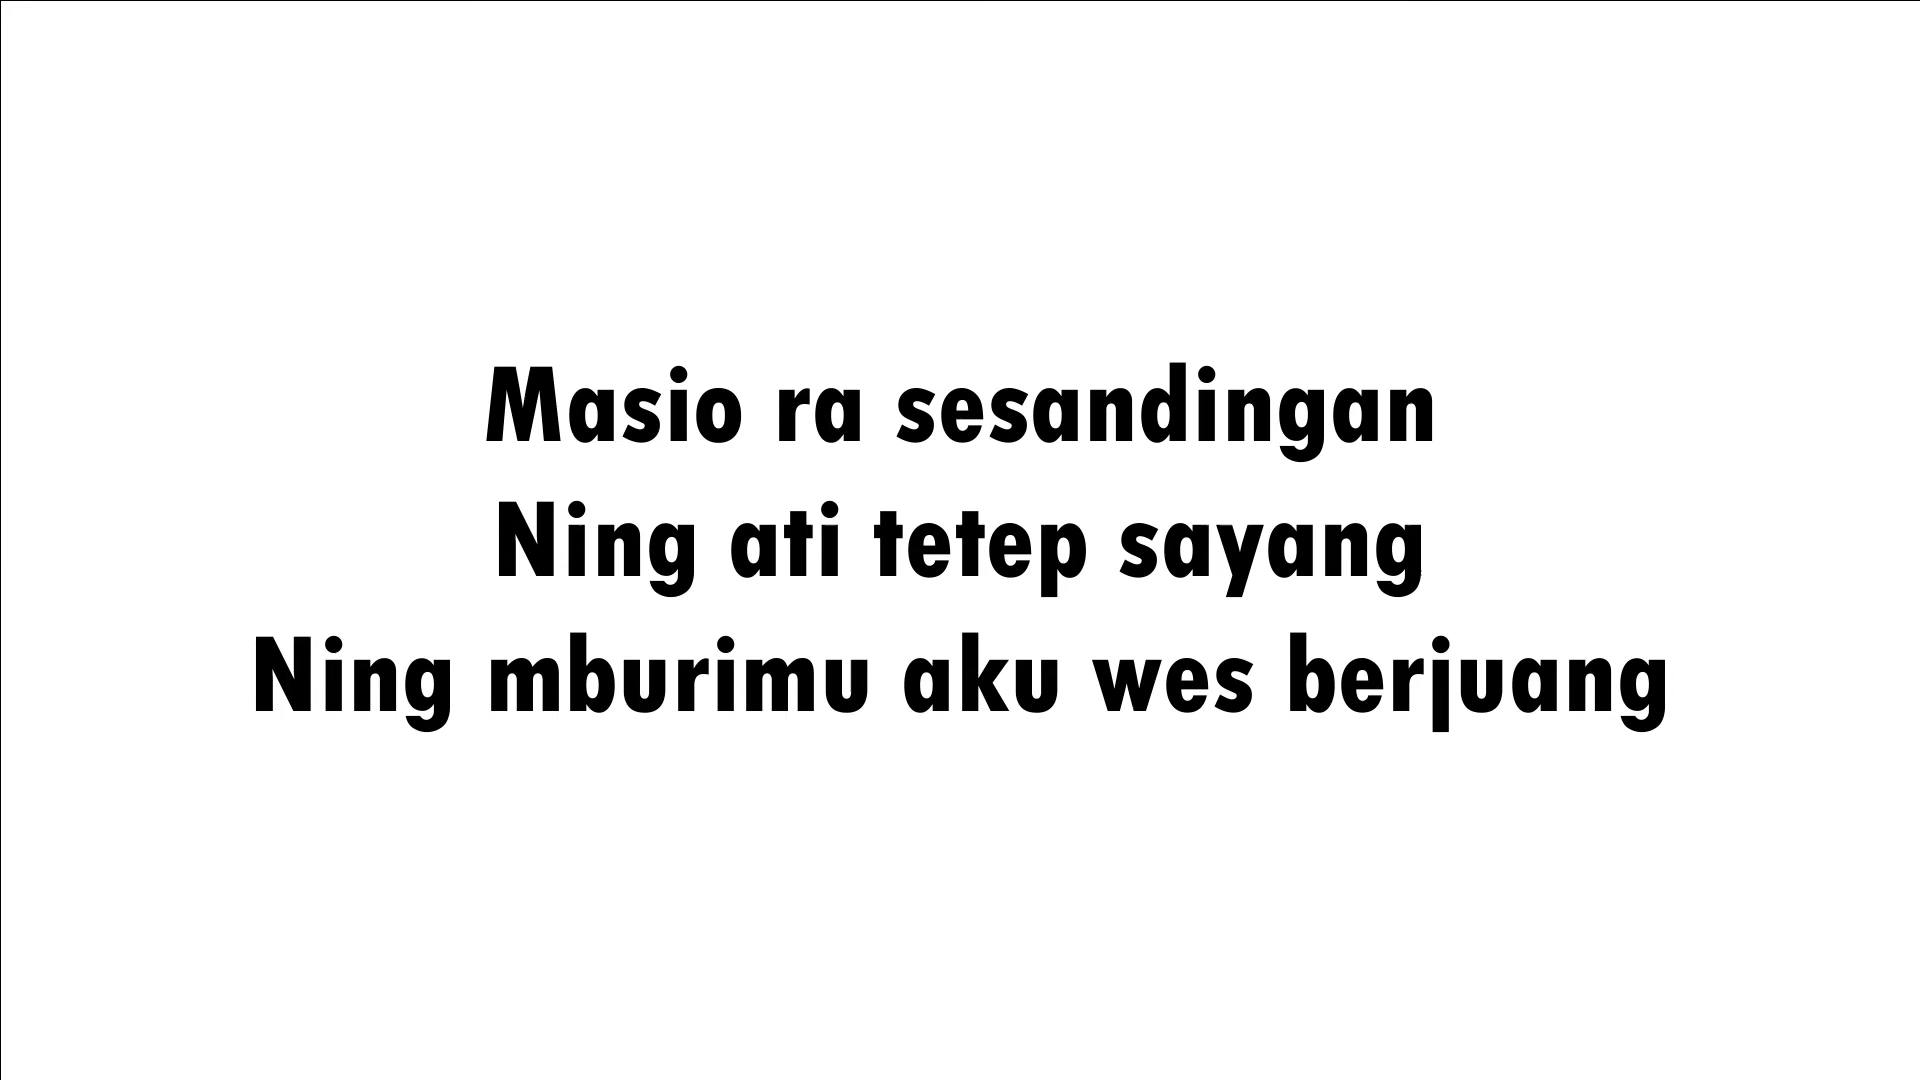 Masio ra sesandingan
Ning ati tetep sayang
Ning mburimu aku wes berjuang